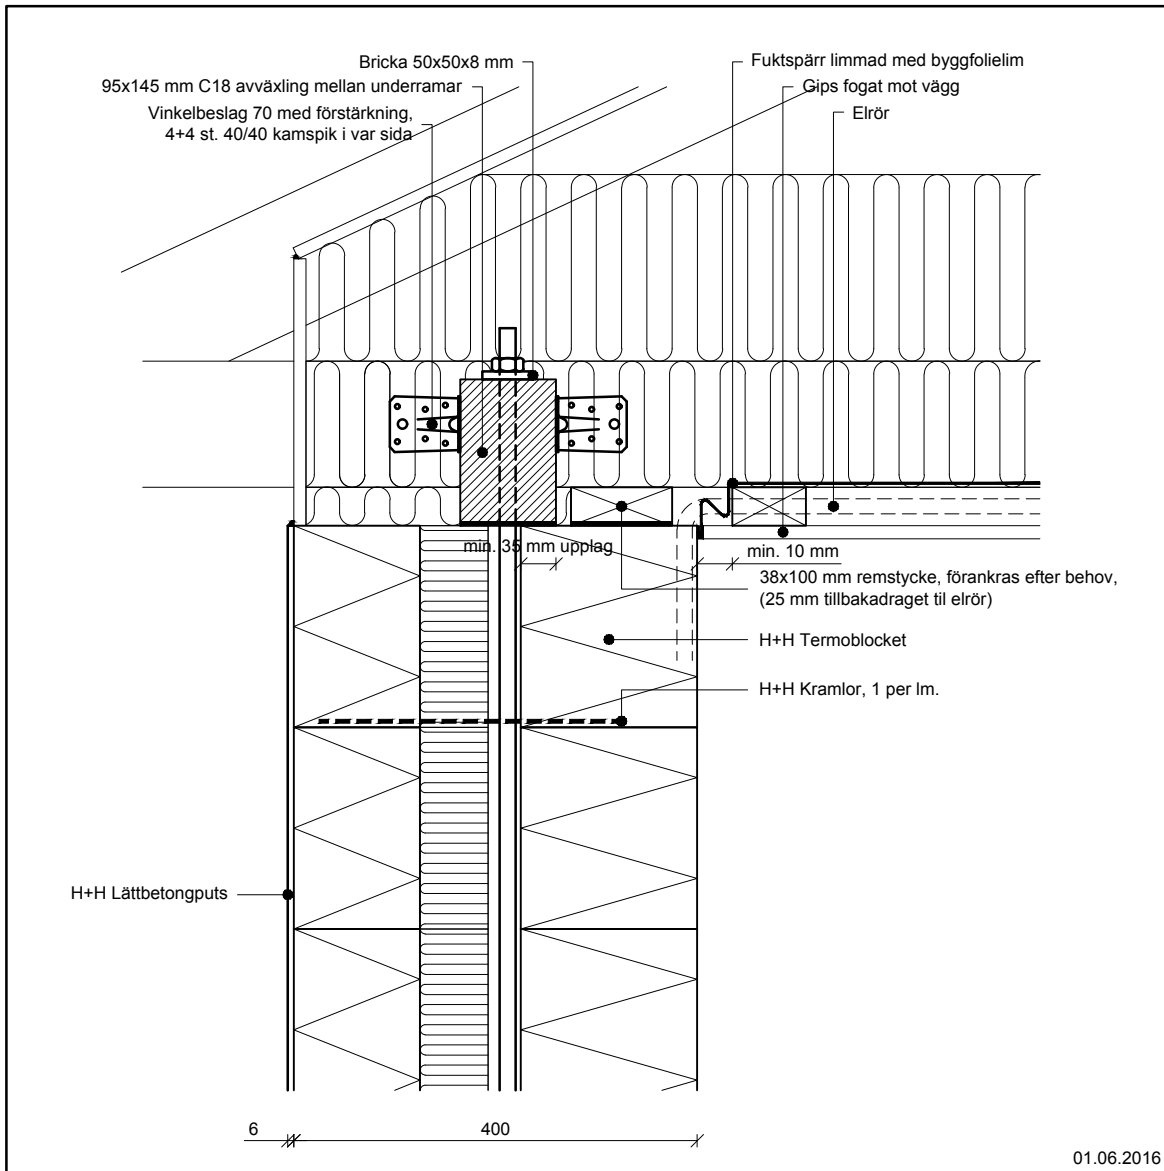 Bricka 50x50x8 mm
95x145 mm C18 avväxling mellan underramar
Vinkelbeslag 70 med förstärkning,
4+4 st. 40/40 kamspik i var sida
Fuktspärr limmad med byggfolielim
Gips fogat mot vägg
Elrör
min. 35 mm upplag
min. 10 mm
38x100 mm remstycke, förankras efter behov,
(25 mm tillbakadraget til elrör)
H+H Termoblocket
H+H Kramlor, 1 per lm.
H+H Lättbetongputs
6
400
01.06.2016